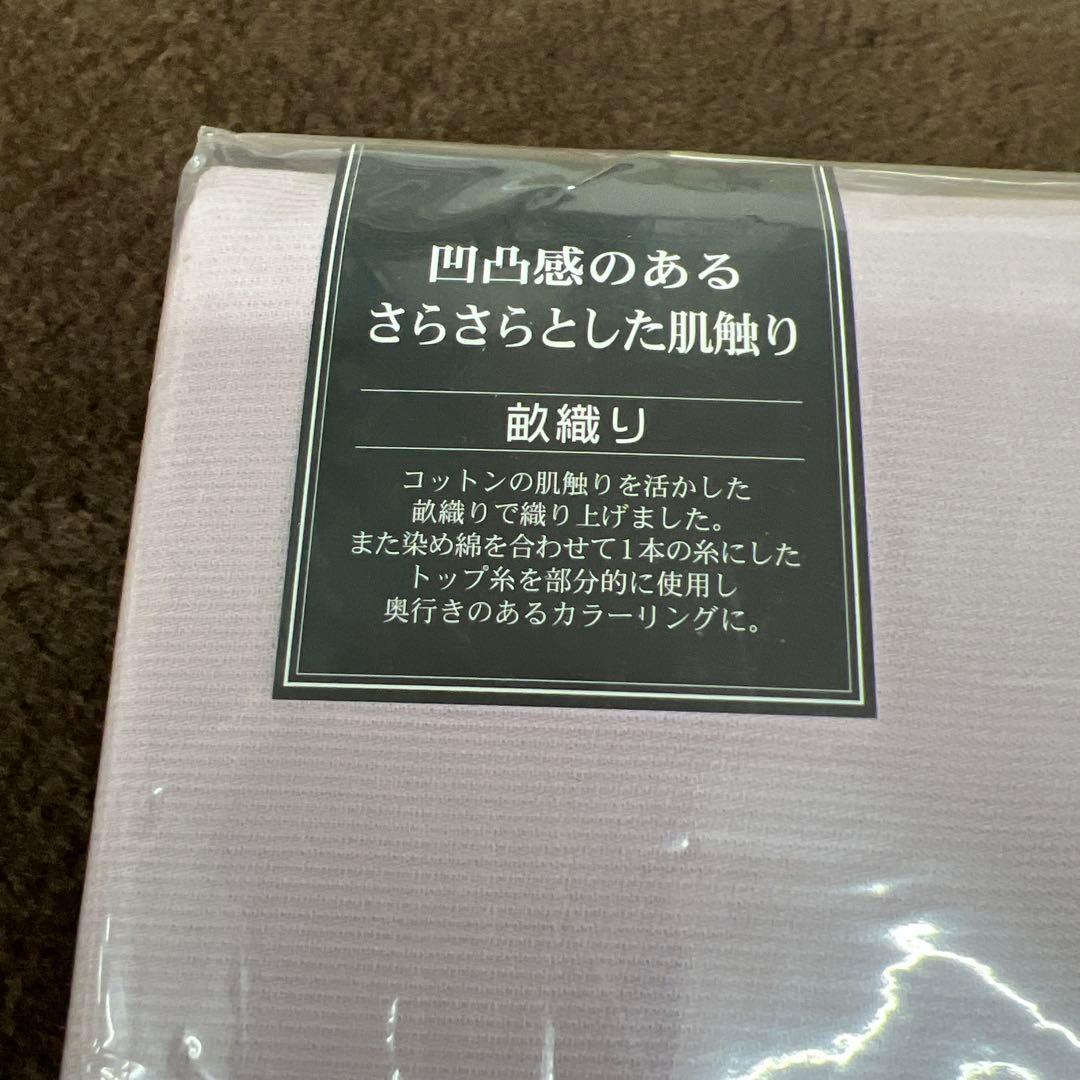 凹凸感のある
さらさらとした肌触り
畝織り
コットンの肌触りを活かした
畝織りで織り上げました。
また染め綿を合わせて1本の糸にした
トップ糸を部分的に使用し
奥行きのあるカラーリングに。